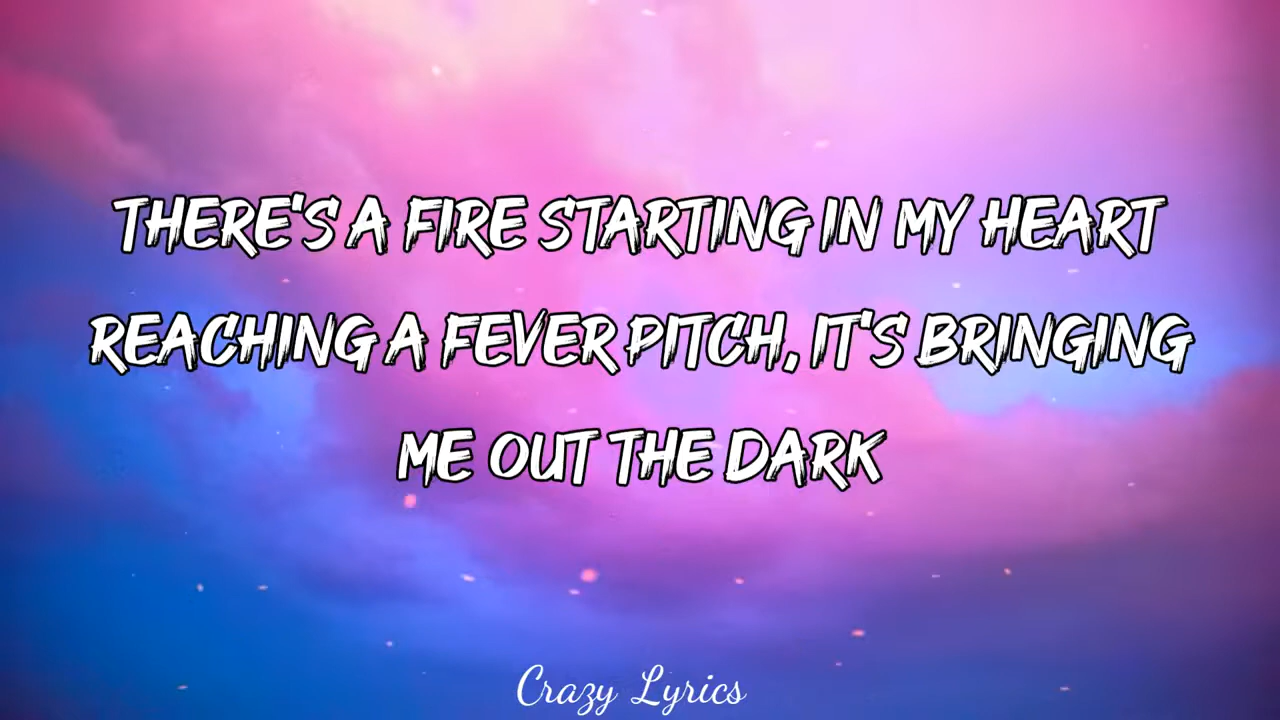 THERE'S A FIRE STARTING IN MY HEART
REACHING A FEVER PITCH, IT'S BRINGING
ME OUT THE DARK
Crazy Lyrics